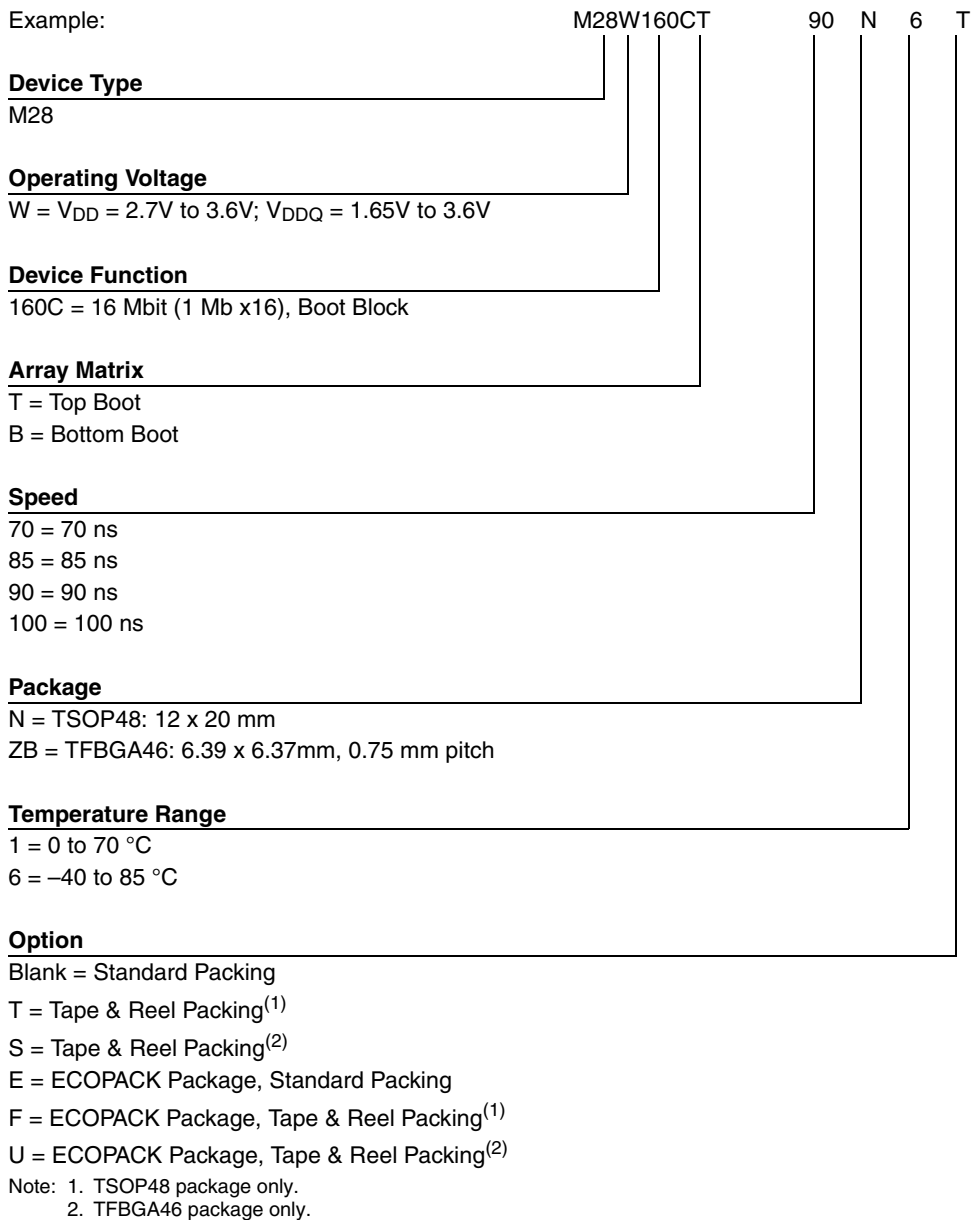 Example: M28W160CT 90 N 6 T
Device Type
M28
Operating Voltage
W = VDD = 2.7V to 3.6V; VDDQ = 1.65V to 3.6V
Device Function
160C = 16 Mbit (1 Mb x16), Boot Block
Array Matrix
T = Top Boot
B = Bottom Boot
Speed
70 = 70 ns
85 = 85 ns
90 = 90 ns
100 = 100 ns
Package
N = TSOP48: 12 x 20 mm
ZB = TFBGA46: 6.39 x 6.37mm, 0.75 mm pitch
Temperature Range
1 = 0 to 70 °C
6 = –40 to 85 °C
Option
Blank = Standard Packing
T = Tape & Reel Packing(1)
S = Tape & Reel Packing(2)
E = ECOPACK Package, Standard Packing
F = ECOPACK Package, Tape & Reel Packing(1)
U = ECOPACK Package, Tape & Reel Packing(2)
Note: 1. TSOP48 package only.
2. TFBGA46 package only.